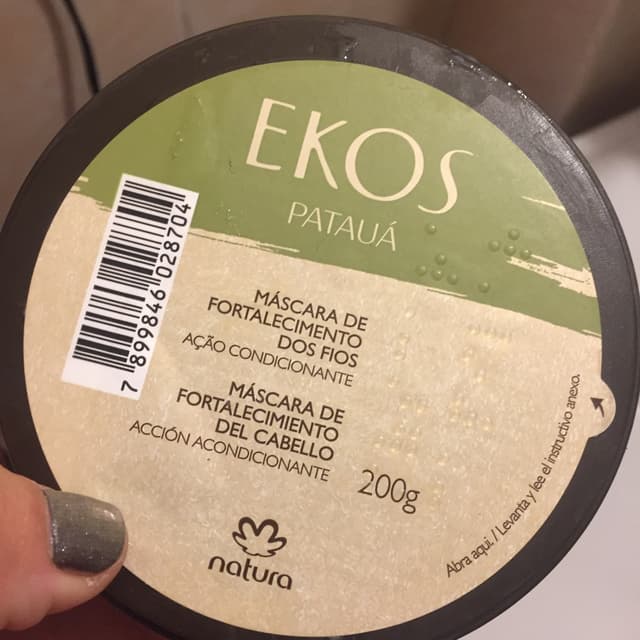 EKOS
PATAUÁ
MÁSCARA DE
FORTALECIMENTO
DOS FIOS
AÇÃO CONDICIONANTE
MÁSCARA DE
FORTALECIMIENTO
DEL CABELLO
ACCIÓN ACONDICIONANTE
200g
natura
Abra aqui. / Levanta y lee el instructivo anexo.
7 899846 028704